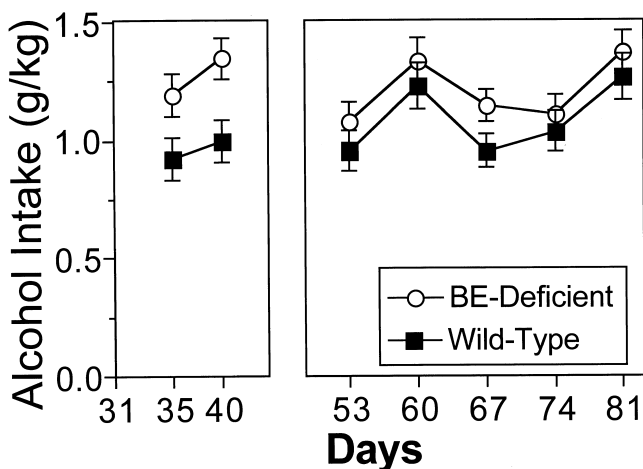 Alcohol Intake (g/kg)
1.5
1.0
0.5
0.0
BE-Deficient
Wild-Type
31 35 40 53 60 67 74 81
Days